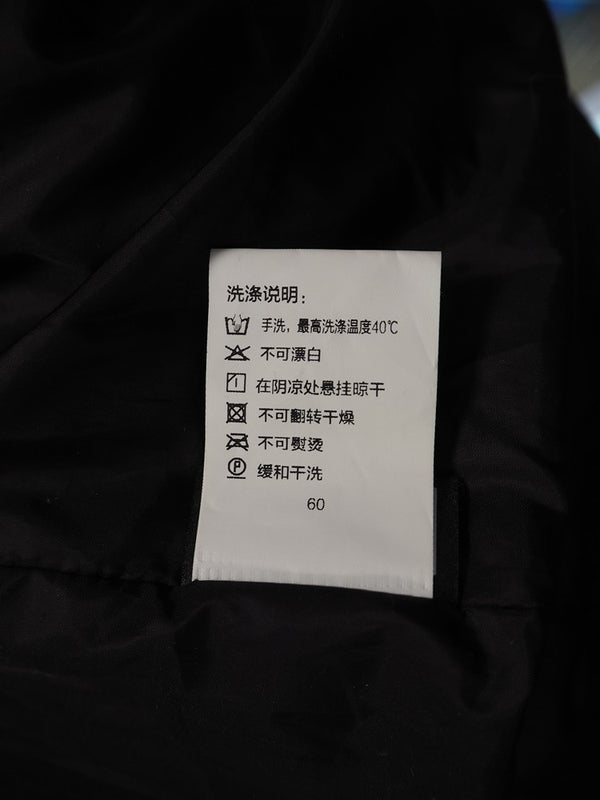 洗涤说明：
手洗，最高洗涤温度40℃
不可漂白
在阴凉处悬挂晾干
不可翻转干燥
不可熨烫
P 缓和干洗
60